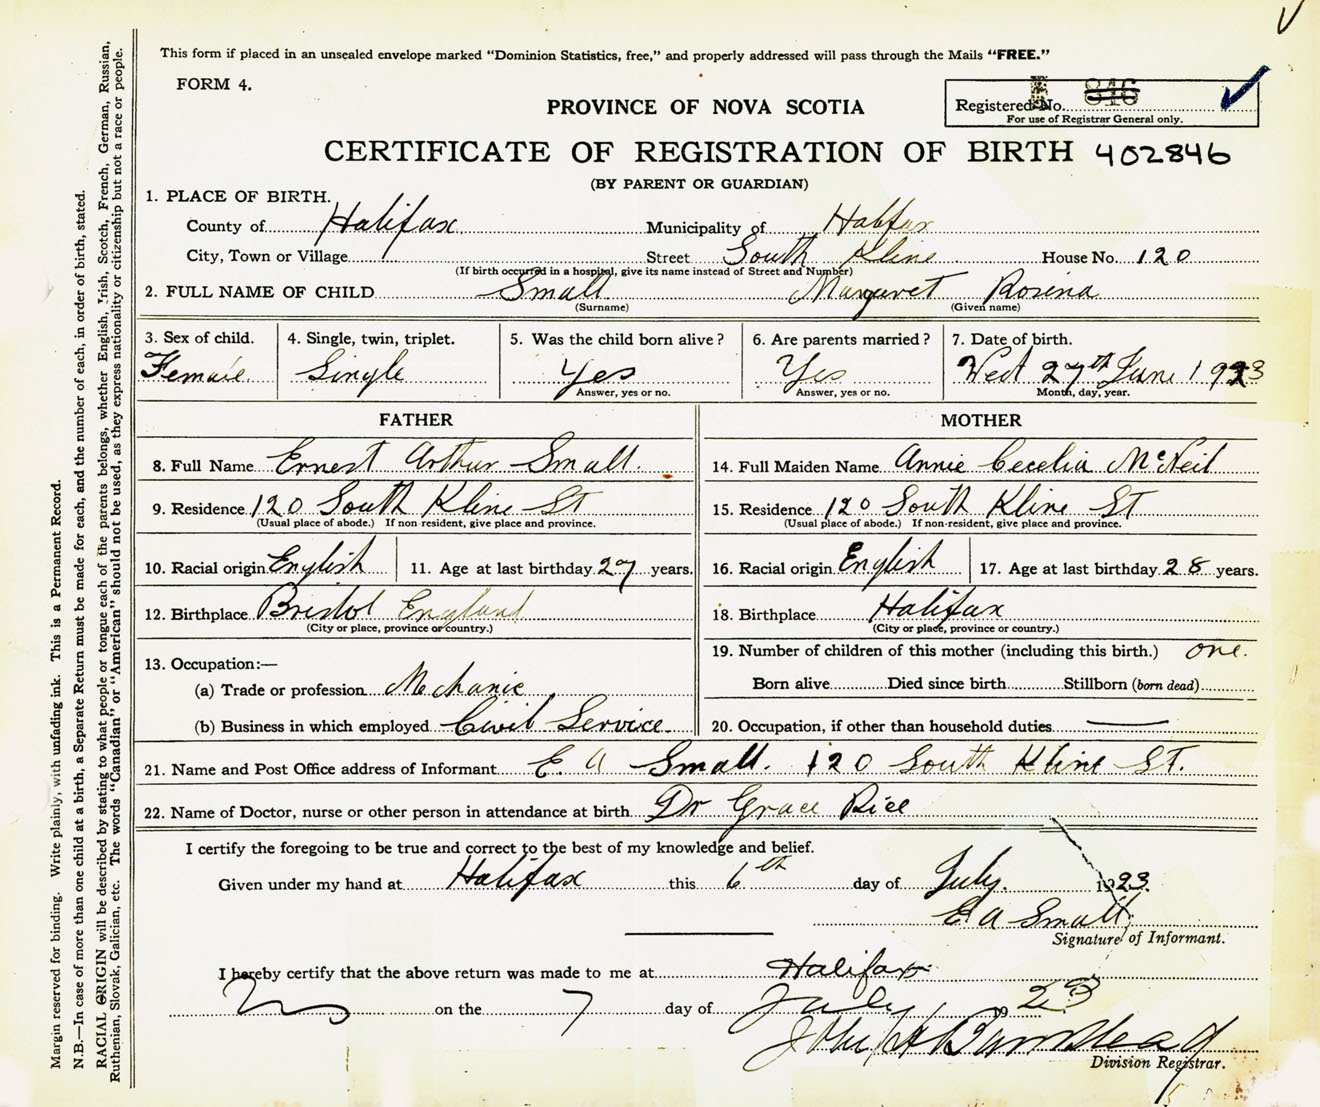 This form if placed in an unsealed envelope marked "Dominion Statistics, free," and properly addressed will pass through the Mails "FREE."
FORM 4.
PROVINCE OF NOVA SCOTIA
Registered No. 846
For use of Registrar General only.
CERTIFICATE OF REGISTRATION OF BIRTH 402846
(BY PARENT OR GUARDIAN)
1. PLACE OF BIRTH.
County of Halifax Municipality of Halifax
City, Town or Village Street South Kline House No. 120
(If birth occurred in a hospital, give its name instead of Street and Number)
2. FULL NAME OF CHILD Small Margaret Rosina
(Surname) (Given name)
3. Sex of child. 4. Single, twin, triplet. 5. Was the child born alive? 6. Are parents married? 7. Date of birth.
Female Single Yes Yes Wed 27th June 1923
Answer, yes or no. Answer, yes or no. Month, day, year.
FATHER MOTHER
8. Full Name Ernest Arthur Small. 14. Full Maiden Name Annie Cecelia McNeil
9. Residence 120 South Kline St 15. Residence 120 South Kline St
(Usual place of abode.) If non-resident, give place and province. (Usual place of abode.) If non-resident, give place and province.
10. Racial origin English 11. Age at last birthday 27 years. 16. Racial origin English 17. Age at last birthday 28 years.
12. Birthplace Bristol England 18. Birthplace Halifax
(City or place, province or country.) (City or place, province or country.)
13. Occupation:— 19. Number of children of this mother (including this birth.) one.
(a) Trade or profession Mechanic Born alive Died since birth Stillborn (born dead)
(b) Business in which employed Civil Service 20. Occupation, if other than household duties
21. Name and Post Office address of Informant E. A Small. 120 South Kline St.
22. Name of Doctor, nurse or other person in attendance at birth Dr Grace Rice
I certify the foregoing to be true and correct to the best of my knowledge and belief.
Given under my hand at Halifax this 6th day of July. 1923.
E A Small
Signature of Informant.
I hereby certify that the above return was made to me at Halifax
on the 7 day of July 1923
Division Registrar.
Margin reserved for binding. Write plainly, with unfading ink. This is a Permanent Record.
N.B.—In case of more than one child at a birth, a Separate Return must be made for each, and the number of each, in order of birth, stated.
RACIAL ORIGIN will be described by stating to what people or tongue each of the parents belongs, whether English, Irish, Scotch, French, German, Russian,
Ruthenian, Slovak, Galician, etc. The words "Canadian" or "American" should not be used, as they express nationality or citizenship but not a race or people.